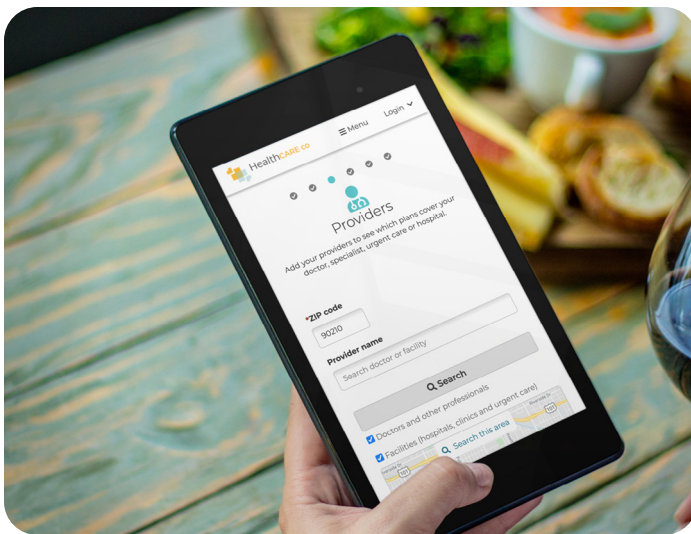 HealthCARE co
Menu
Login
Providers
Add your providers to see which plans cover your
doctor, specialist, urgent care or hospital.
*ZIP code
90210
Provider name
Search doctor or facility
Search
Doctors and other professionals
Facilities (hospitals, clinics and urgent care)
Search this area
101
101